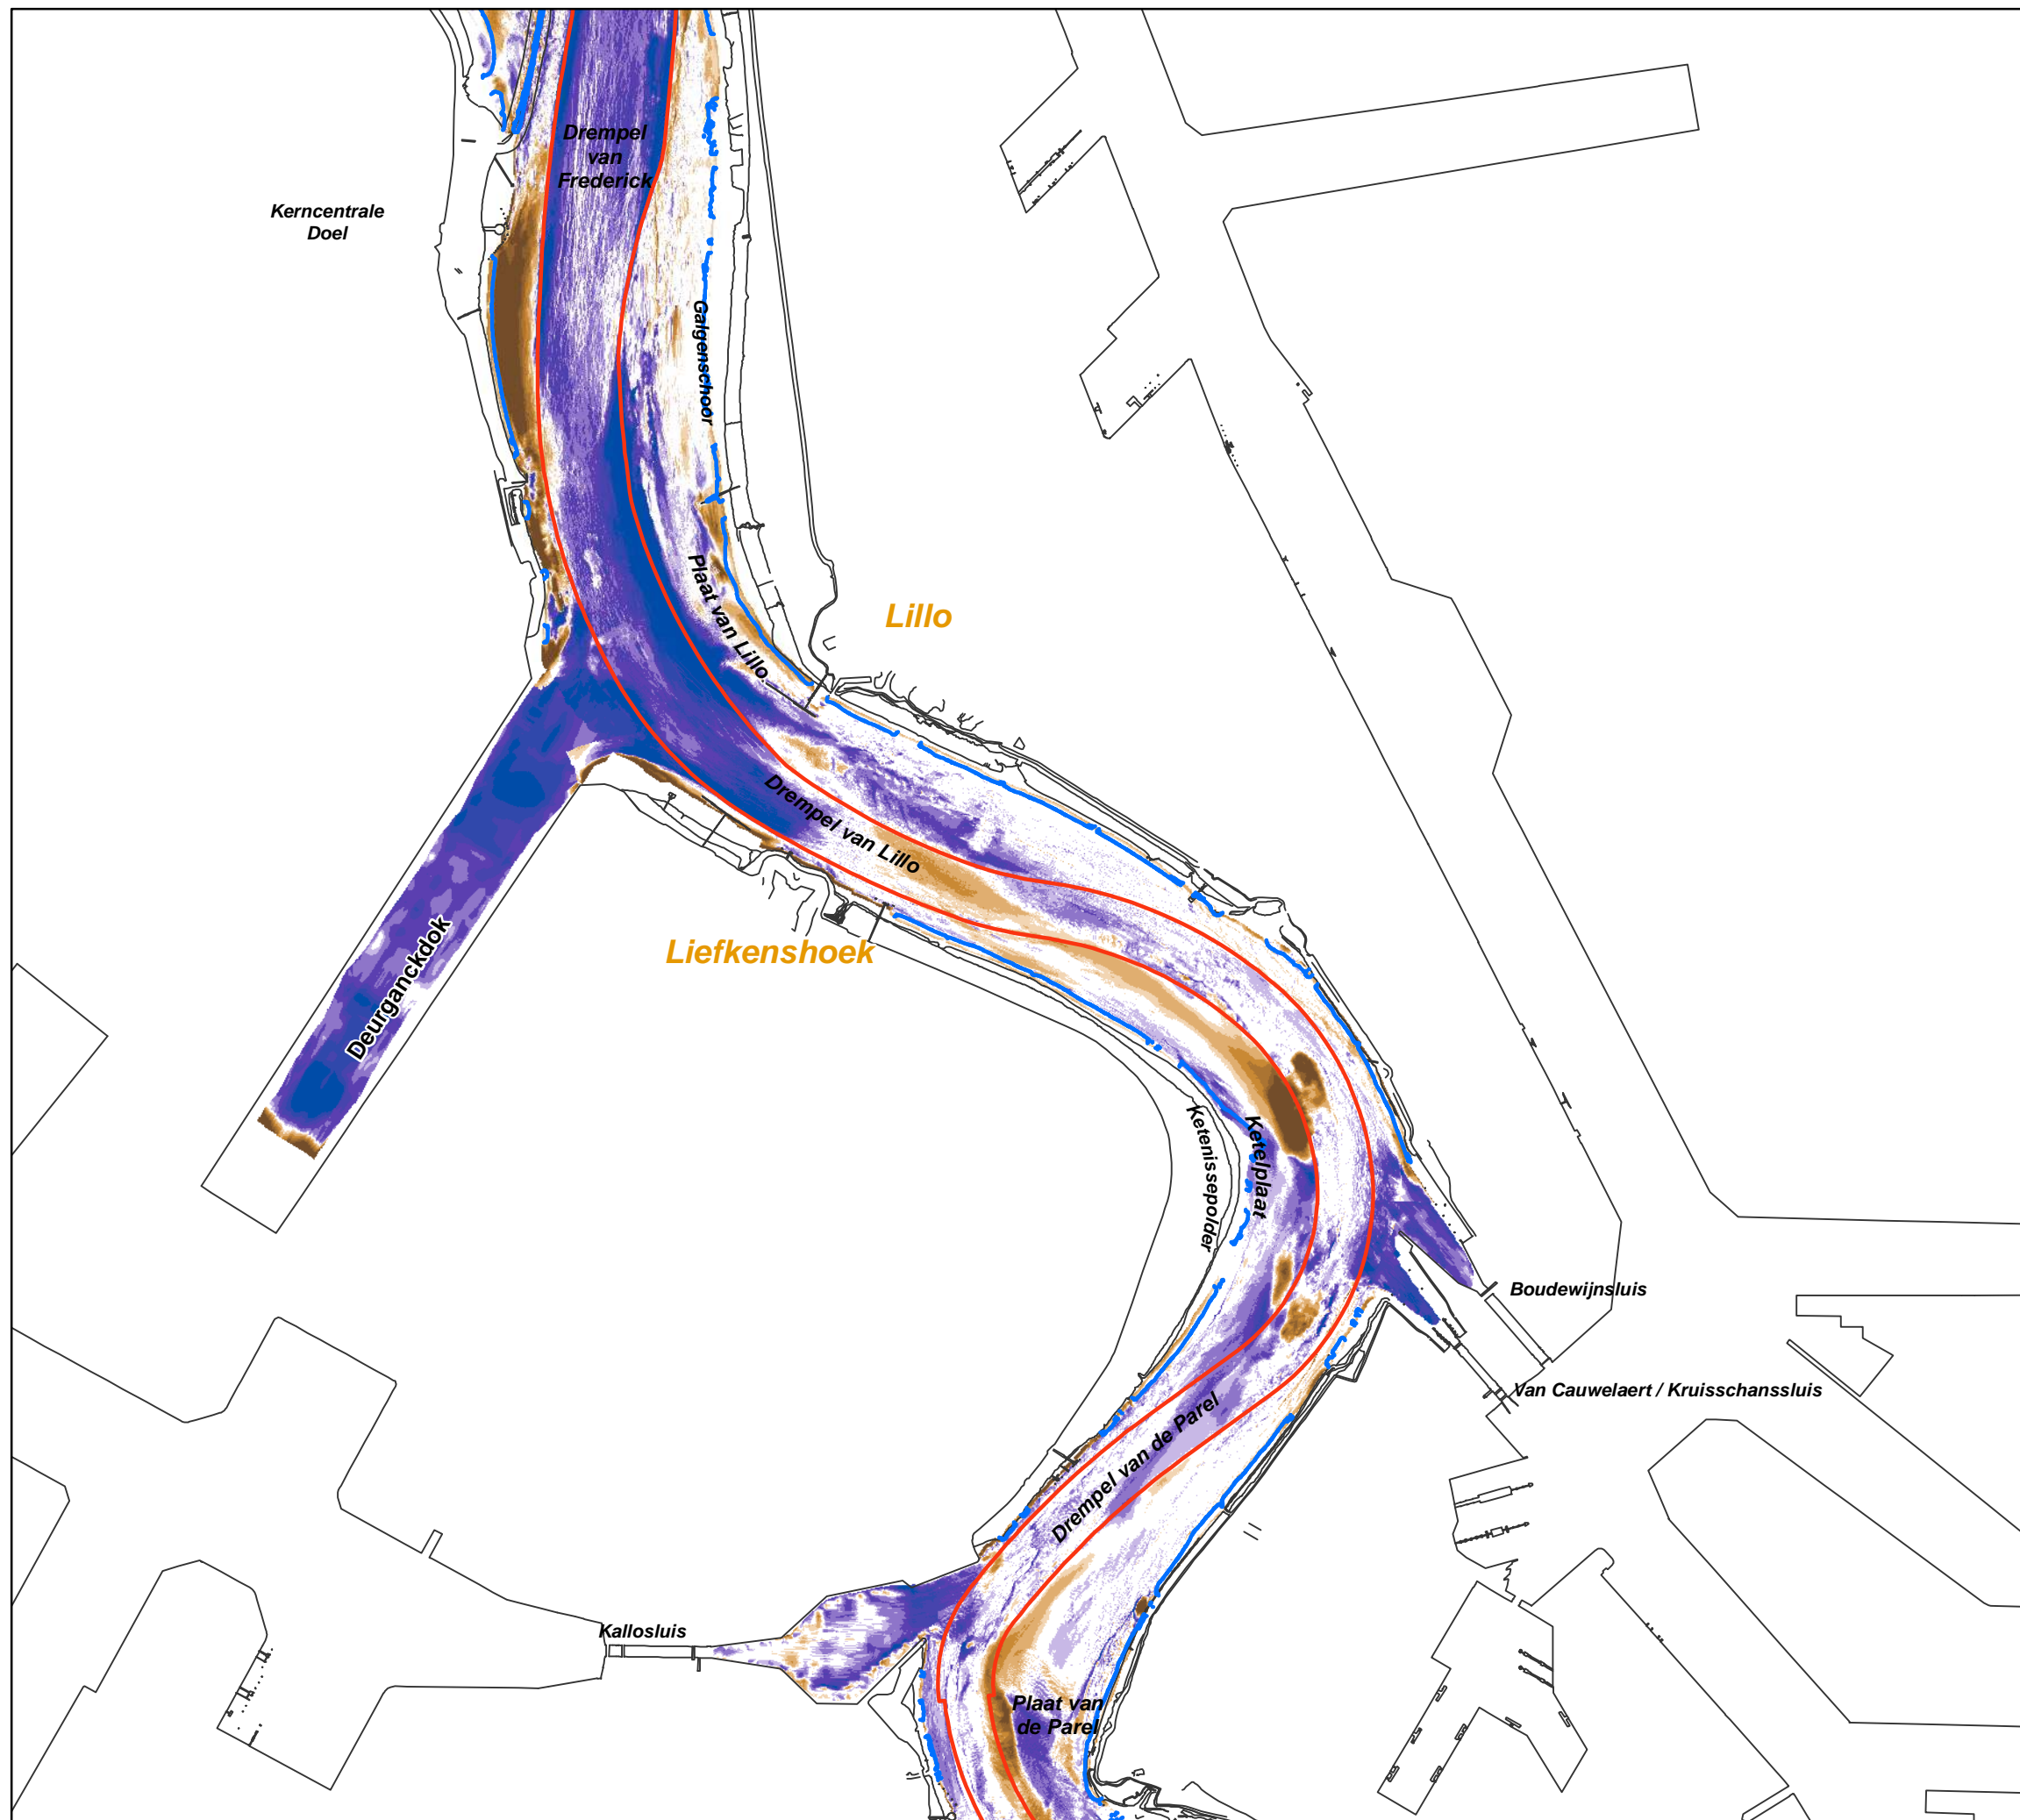 Drempel
van
Frederick
Kerncentrale
Doel
Galgenschoor
Plaat van Lillo
Lillo
Drempel van Lillo
Liefkenshoek
Deurganckdok
Ketenissepolder
Ketelplaat
Boudewijnsluis
Van Cauwelaert / Kruisschanssluis
Drempel van de Parel
Kallosluis
Plaat van
de Parel